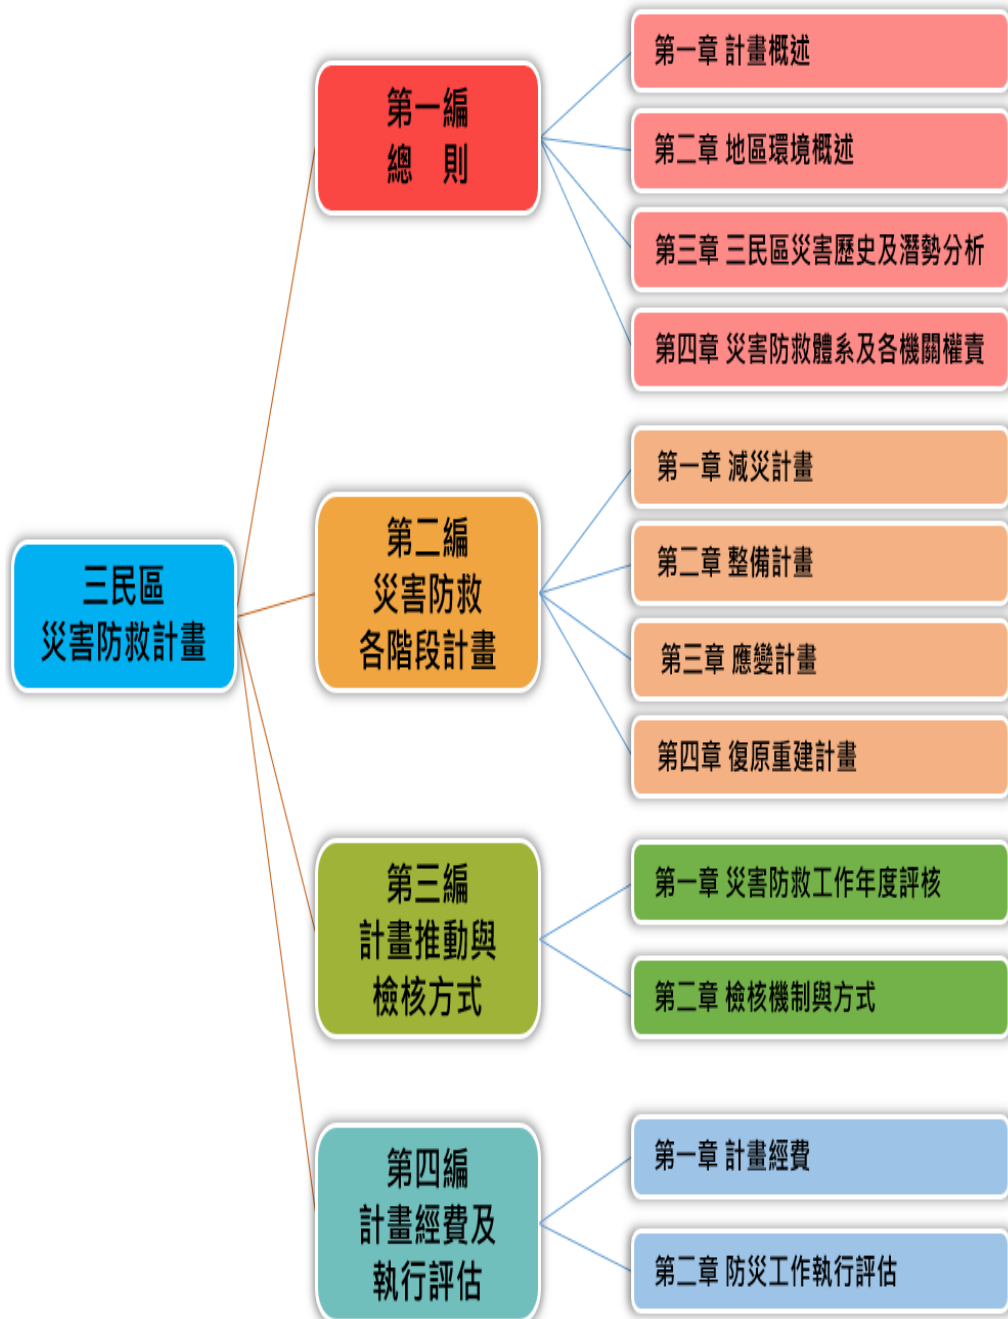 三民區
災害防救計畫
第一編
總 則
第一章 計畫概述
第二章 地區環境概述
第三章 三民區災害歷史及潛勢分析
第四章 災害防救體系及各機關權責
第二編
災害防救
各階段計畫
第一章 減災計畫
第二章 整備計畫
第三章 應變計畫
第四章 復原重建計畫
第三編
計畫推動與
檢核方式
第一章 災害防救工作年度評核
第二章 檢核機制與方式
第四編
計畫經費及
執行評估
第一章 計畫經費
第二章 防災工作執行評估